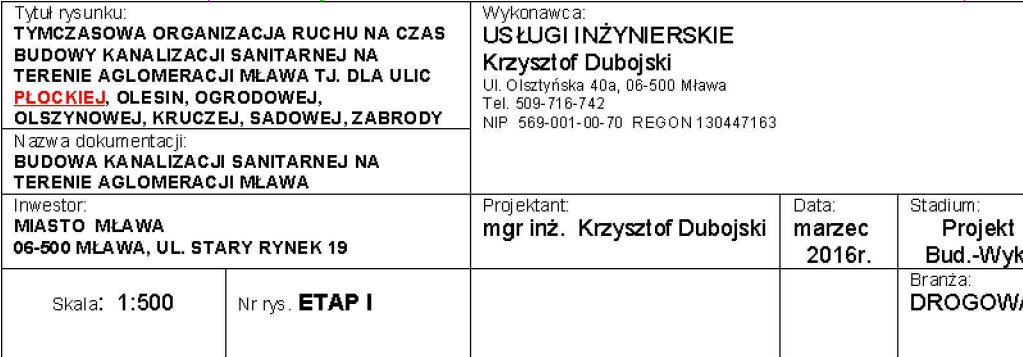 Tytuł rysunku:
TYMCZASOWA ORGANIZACJA RUCHU NA CZAS
BUDOWY KANALIZACJI SANITARNEJ NA
TERENIE AGLOMERACJI MŁAWA TJ. DLA ULIC
PŁOCKIEJ, OLESIN, OGRODOWEJ,
OLSZYNOWEJ, KRUCZEJ, SADOWEJ, ZABRODY
Wykonawca:
USŁUGI INŻYNIERSKIE
Krzysztof Dubojski
Ul. Olsztyńska 40a, 06-500 Mława
Tel. 509-716-742
NIP 569-001-00-70 REGON 130447163
Nazwa dokumentacji:
BUDOWA KANALIZACJI SANITARNEJ NA
TERENIE AGLOMERACJI MŁAWA
Inwestor:
MIASTO MŁAWA
06-500 MŁAWA, UL. STARY RYNEK 19
Projektant:
mgr inż. Krzysztof Dubojski
Data:
marzec
2016r.
Stadium:
Projekt
Bud.-Wyk
Skala: 1:500
Nr rys. ETAP I
Branża:
DROGOWA